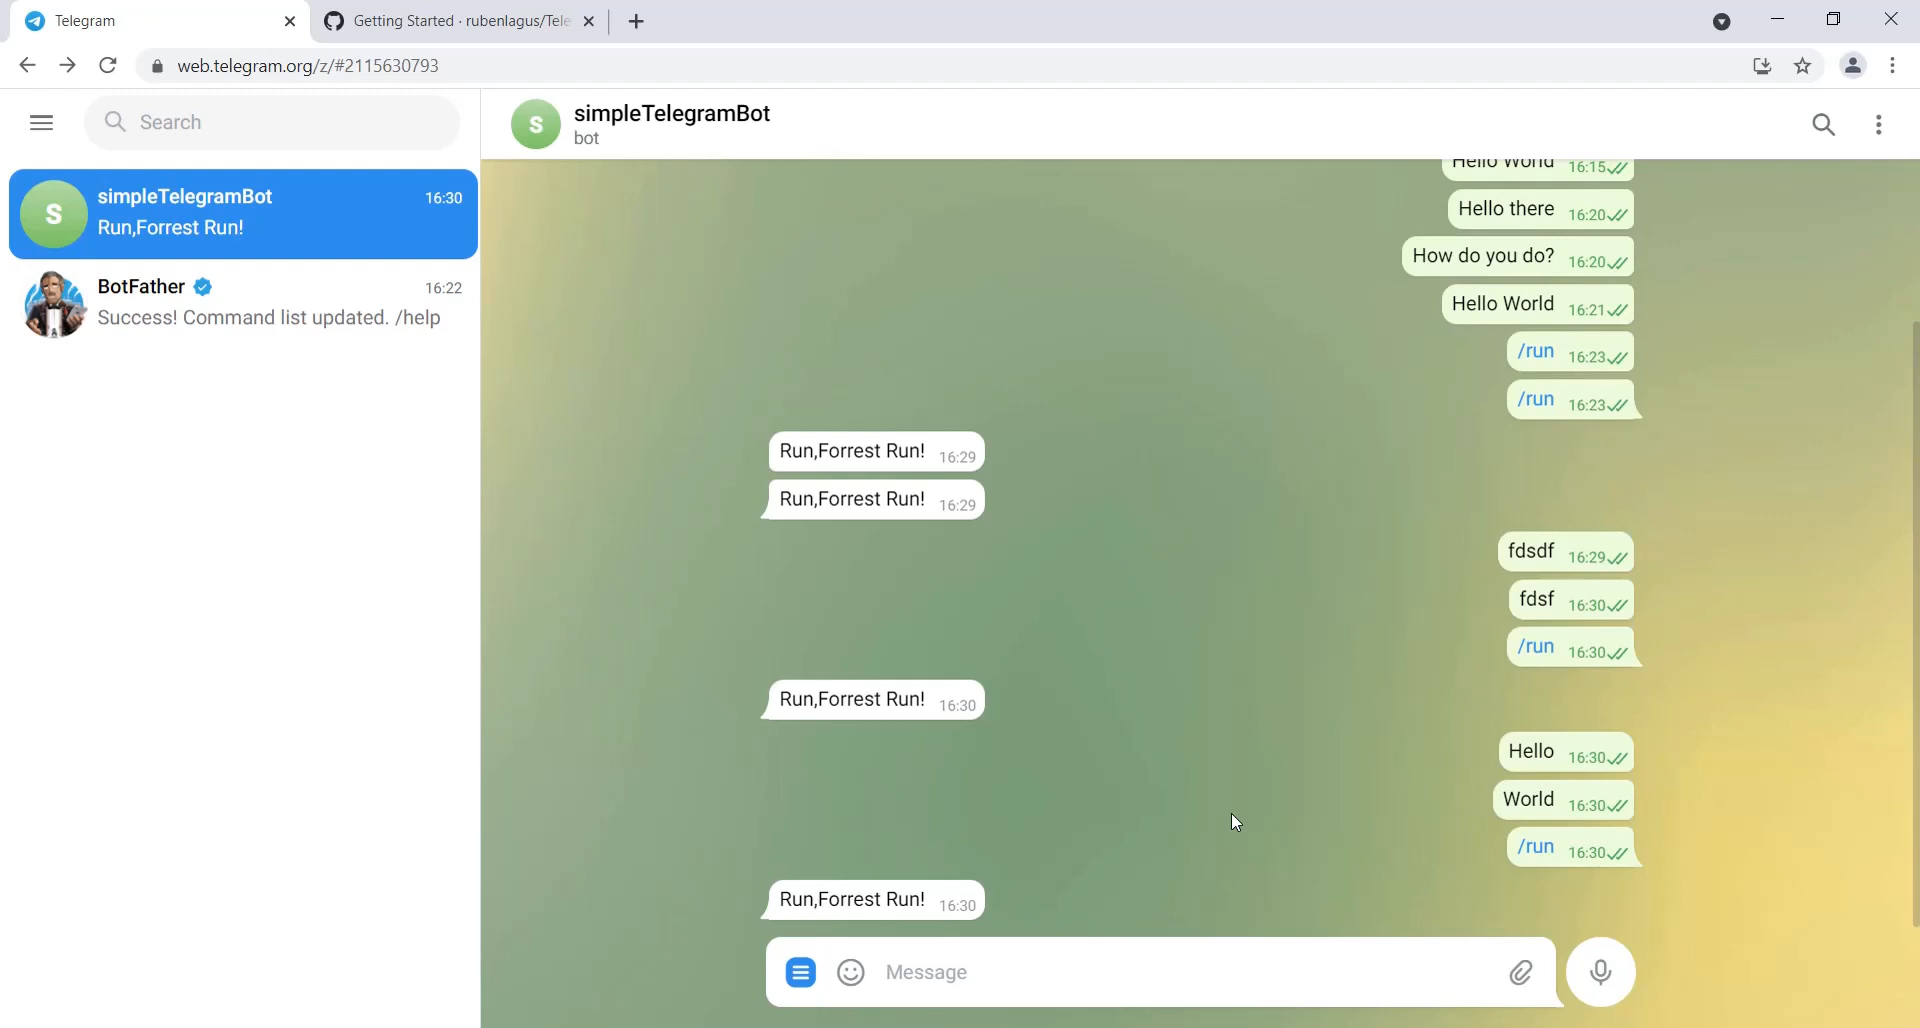 Telegram
Getting Started · rubenlagus/Tele
web.telegram.org/z/#2115630793
Search
simpleTelegramBot
16:30
Run,Forrest Run!
BotFather
16:22
Success! Command list updated. /help
S
S
simpleTelegramBot
bot
Hello World 16:15
Hello there 16:20
How do you do? 16:20
Hello World 16:21
/run 16:23
/run 16:23
Run,Forrest Run! 16:29
Run,Forrest Run! 16:29
fdsdf 16:29
fdsf 16:30
/run 16:30
Run,Forrest Run! 16:30
Hello 16:30
World 16:30
/run 16:30
Run,Forrest Run! 16:30
Message